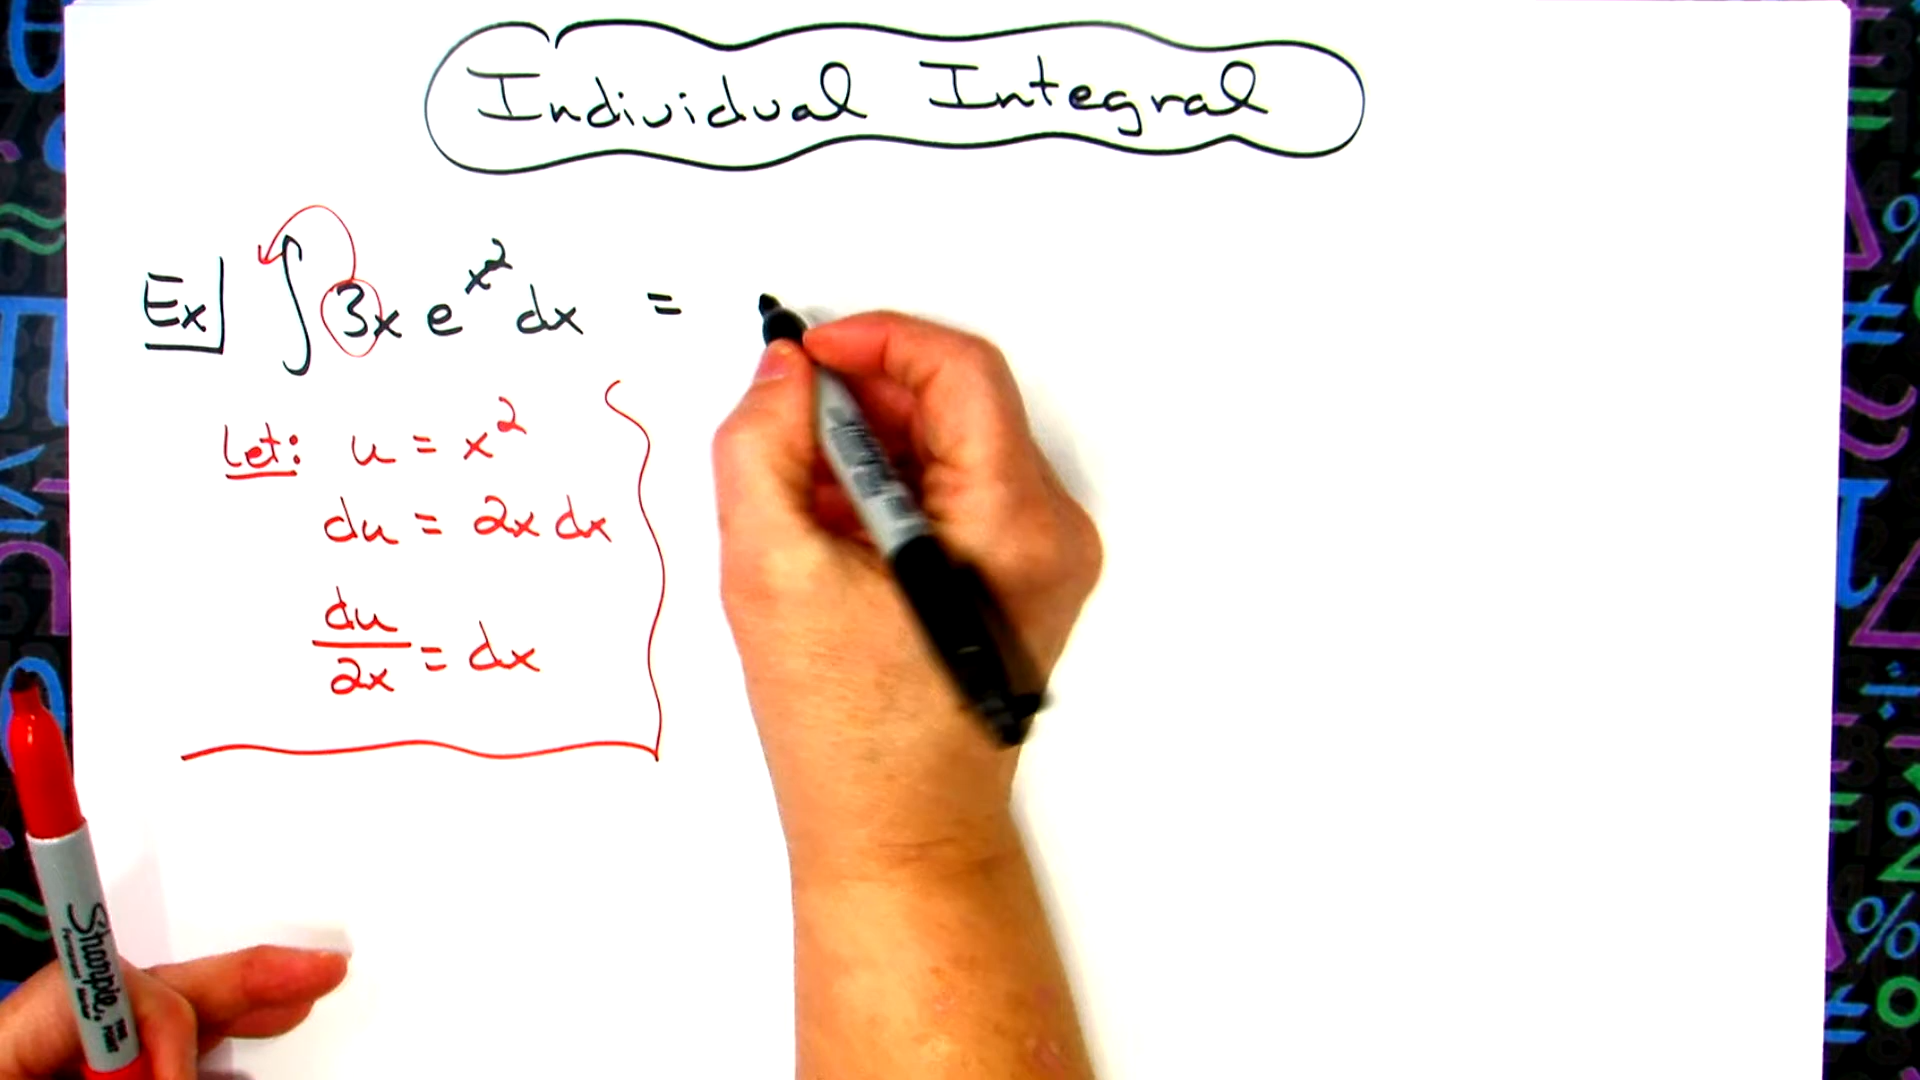 Individual Integral
Ex ∫ 3x e^x² dx =
Let: u = x²
du = 2x dx
du/2x = dx
Sharpie